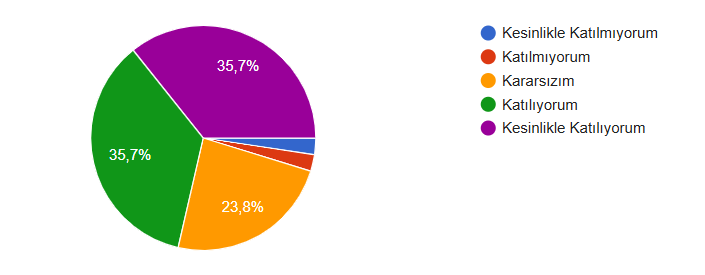 35,7%
35,7%
23,8%
Kesinlikle Katılmıyorum
Katılmıyorum
Kararsızım
Katılıyorum
Kesinlikle Katılıyorum